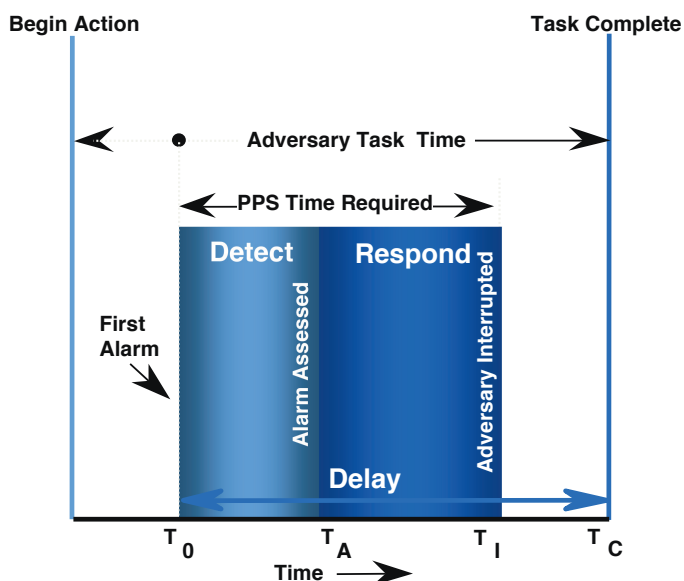 Begin Action
Task Complete
Adversary Task Time
PPS Time Required
Detect
Respond
First
Alarm
Alarm Assessed
Adversary Interrupted
Delay
T0
TA
TI
TC
Time